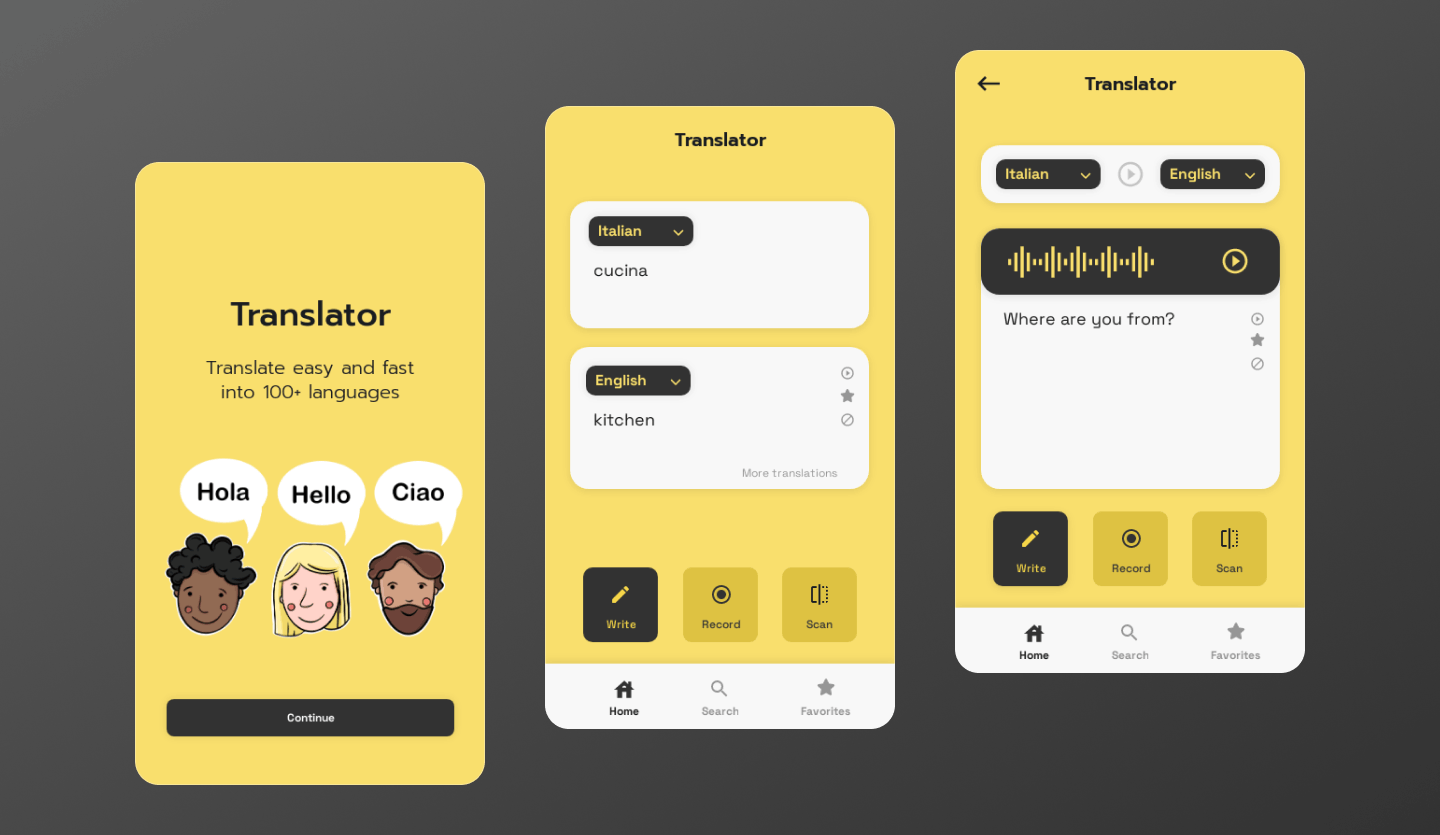 Translator
Translate easy and fast
into 100+ languages
Hola
Hello
Ciao
Continue
Translator
Italian
cucina
English
kitchen
More translations
Write
Record
Scan
Home
Search
Favorites
Translator
Italian
English
Where are you from?
Write
Record
Scan
Home
Search
Favorites